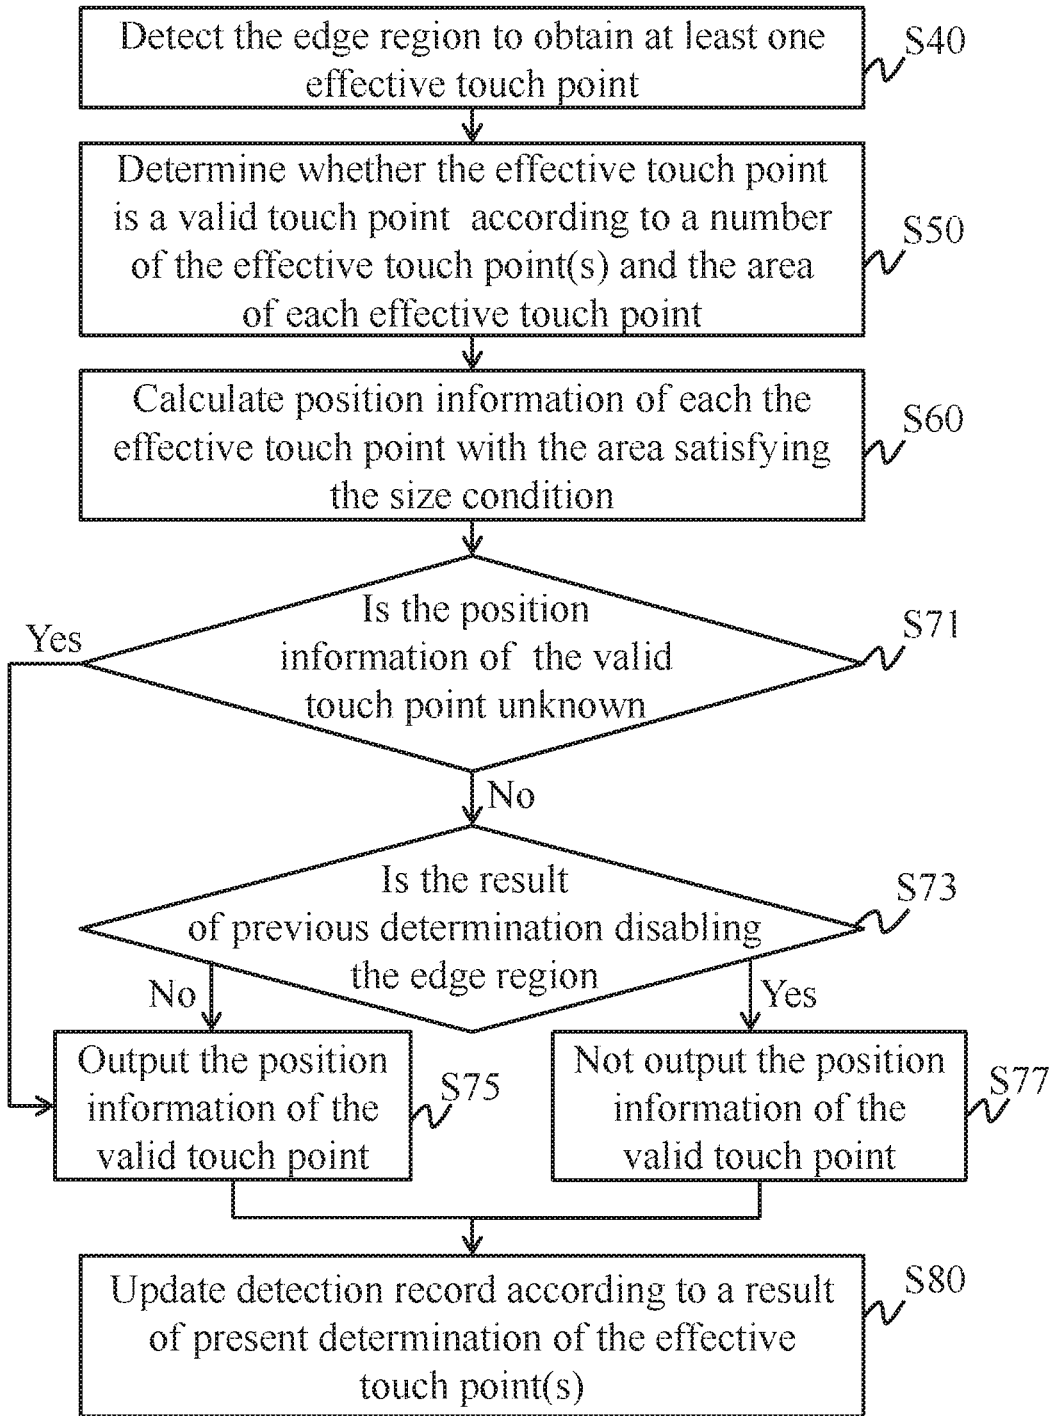 Detect the edge region to obtain at least one
effective touch point
S40
Determine whether the effective touch point
is a valid touch point according to a number
of the effective touch point(s) and the area
of each effective touch point
S50
Calculate position information of each the
effective touch point with the area satisfying
the size condition
S60
Is the position
information of the valid
touch point unknown
S71
Yes
No
Is the result
of previous determination disabling
the edge region
S73
No
Yes
Output the position
information of the
valid touch point
S75
Not output the position
information of the
valid touch point
S77
Update detection record according to a result
of present determination of the effective
touch point(s)
S80